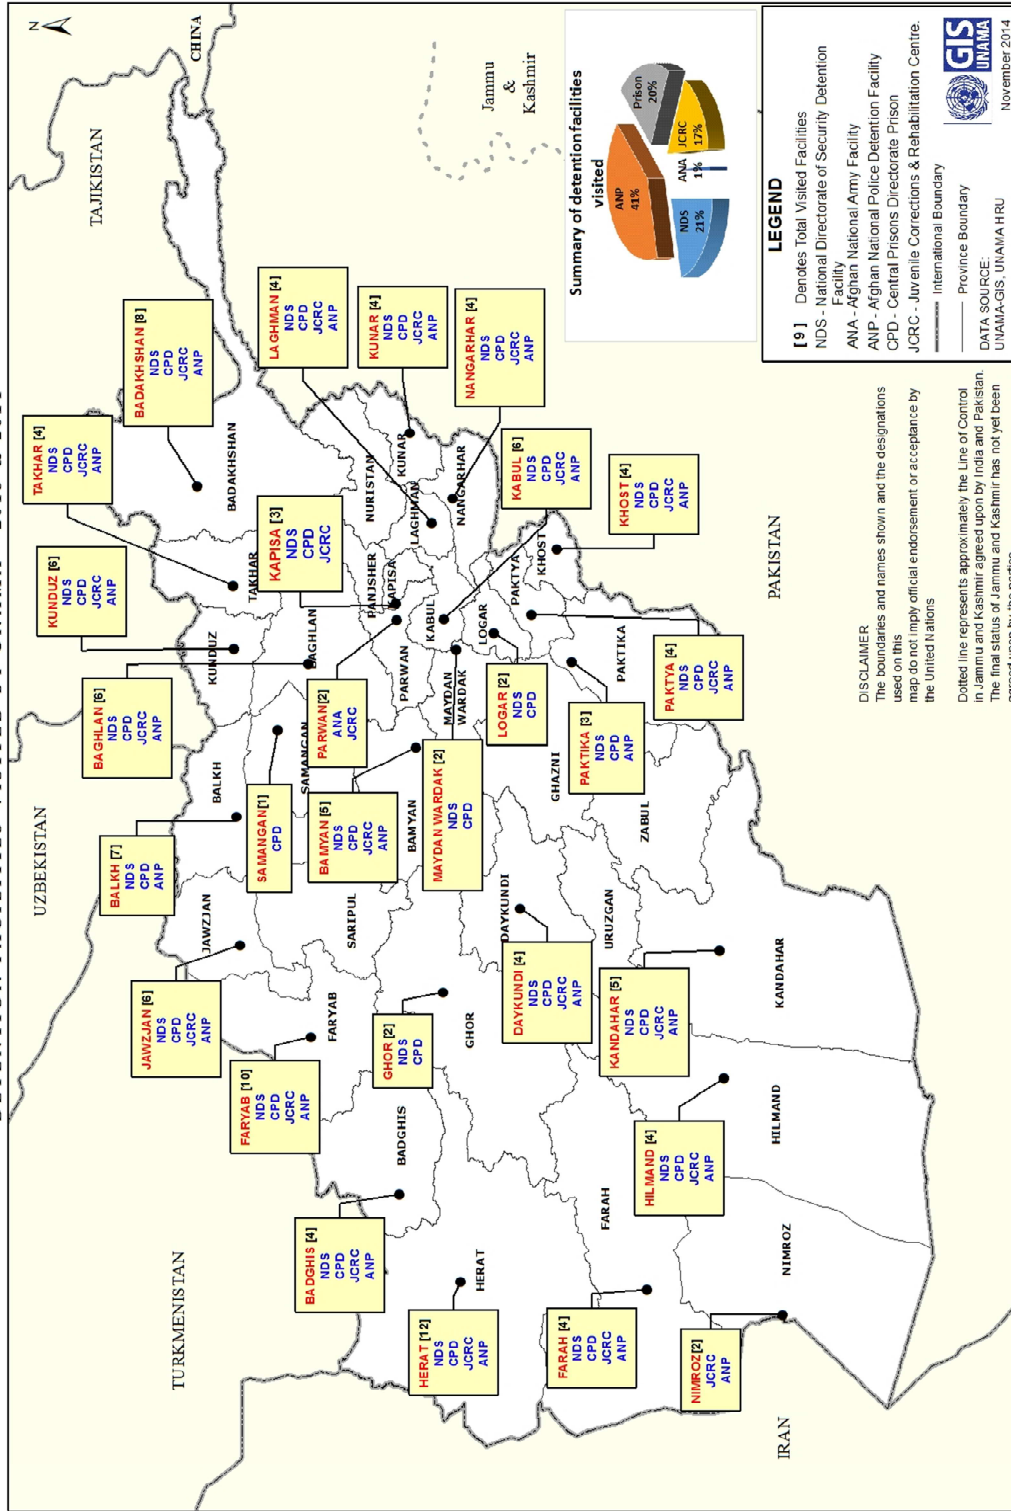 N
CHINA
TAJIKISTAN
UZBEKISTAN
TURKMENISTAN
IRAN
PAKISTAN
Jammu
&
Kashmir
TAKHAR [4]
NDS
CPD
JCRC
ANP
BADAKHSHAN [8]
NDS
CPD
JCRC
ANP
LAGHMAN [4]
NDS
CPD
JCRC
ANP
KUNAR [4]
NDS
CPD
JCRC
ANP
NANGARHAR [4]
NDS
CPD
JCRC
ANP
KABUL [6]
NDS
CPD
JCRC
ANP
KHOST [4]
NDS
CPD
JCRC
ANP
KUNDUZ [6]
NDS
CPD
JCRC
ANP
KAPISA [3]
NDS
CPD
JCRC
BAGHLAN [6]
NDS
CPD
JCRC
ANP
PARWAN[2]
ANA
JCRC
LOGAR [2]
NDS
CPD
PAKTIKA [3]
NDS
CPD
ANP
PAKTYA [4]
NDS
CPD
JCRC
ANP
BALKH [7]
NDS
CPD
ANP
SAMANGAN[1]
CPD
BAMYAN [5]
NDS
CPD
JCRC
ANP
MAYDAN WARDAK [2]
NDS
CPD
JAWZJAN [6]
NDS
CPD
JCRC
ANP
FARYAB [10]
NDS
CPD
JCRC
ANP
GHOR [2]
NDS
CPD
DAYKUNDI [4]
NDS
CPD
JCRC
ANP
KANDAHAR [5]
NDS
CPD
JCRC
ANP
BADGHIS [4]
NDS
CPD
JCRC
ANP
HERAT [12]
NDS
CPD
JCRC
ANP
FARAH [4]
NDS
CPD
JCRC
ANP
HILMAND [4]
NDS
CPD
JCRC
ANP
NIMROZ[2]
JCRC
ANP
BADAKHSHAN
TAKHAR
KUNDUZ
BAGHLAN
NURISTAN
KUNAR
LAGHMAN
NANGARHAR
PANJSHER
KAPISA
KABUL
PARWAN
LOGAR
PAKTYA
KHOST
PAKTIKA
MAYDAN
WARDAK
GHAZNI
ZABUL
BALKH
SAMANGAN
BAMYAN
JAWZJAN
SARIPUL
FARYAB
GHOR
DAYKUNDI
URUZGAN
KANDAHAR
BADGHIS
HERAT
FARAH
HILMAND
NIMROZ
Summary of detention facilities
visited
ANP
41%
Prison
20%
JCRC
17%
ANA
1%
NDS
21%
LEGEND
[ 9 ] Denotes Total Visited Facilities
NDS - National Directorate of Security Detention
Facility
ANA - Afghan National Army Facility
ANP - Afghan National Police Detention Facility
CPD - Central Prisons Directorate Prison
JCRC - Juvenile Corrections & Rehabilitation Centre.
International Boundary
Province Boundary
DATA SOURCE:
UNAMA-GIS, UNAMA HRU
GIS
UNAMA
November 2014
DISCLAIMER
The boundaries and names shown and the designations
used on this
map do not imply official endorsement or acceptance by
the United Nations
Dotted line represents approximately the Line of Control
in Jammu and Kashmir agreed upon by India and Pakistan.
The final status of Jammu and Kashmir has not yet been
agreed upon by the parties